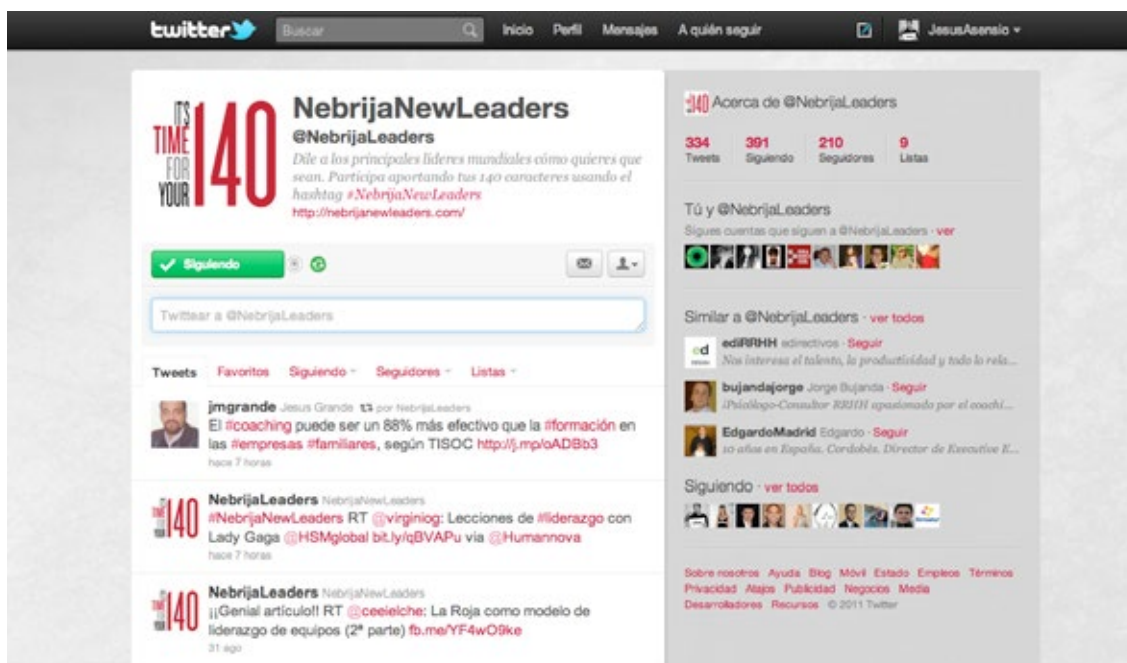 twitter
Buscar
Inicio Perfil Mensajes A quién seguir
JesusAsensio
IT'S
TIME
FOR
YOUR
140
NebrijaNewLeaders
@NebrijaLeaders
Dile a los principales líderes mundiales cómo quieres que
sean. Participa aportando tus 140 caracteres usando el
hashtag #NebrijaNewLeaders
http://nebrijanewleaders.com/
Siguiendo
Twittear a @NebrijaLeaders
Tweets Favoritos Siguiendo Seguidores Listas
jmgrande Jesus Grande por NebrijaLeaders
El #coaching puede ser un 88% más efectivo que la #formación en
las #empresas #familiares, según TISOC http://j.mp/oADBb3
hace 7 horas
140
NebrijaLeaders NebrijaNewLeaders
#NebrijaNewLeaders RT @virginiog: Lecciones de #liderazgo con
Lady Gaga @HSMglobal bit.ly/qBVAPu via @Humannova
hace 7 horas
140
NebrijaLeaders NebrijaNewLeaders
¡¡Genial artículo!! RT @ceeielche: La Roja como modelo de
liderazgo de equipos (2ª parte) fb.me/YF4wO9ke
31 ago
Acerca de @NebrijaLeaders
334 391 210 9
Tweets Siguiendo Seguidores Listas
Tú y @NebrijaLeaders
Sigues cuentas que siguen a @NebrijaLeaders · ver
Similar a @NebrijaLeaders · ver todos
ed
ediRRHH edirectivos · Seguir
Nos interesa el talento, la productividad y todo lo rela...
bujandajorge Jorge Bujanda · Seguir
iPsicólogo-Consultor RRHH apasionado por el coachi...
EdgardoMadrid Edgardo · Seguir
10 años en España. Cordobés. Director de Executive E...
Siguiendo · ver todos
Sobre nosotros Ayuda Blog Móvil Estado Empleos Términos
Privacidad Atajos Publicidad Negocios Media
Desarrolladores Recursos © 2011 Twitter